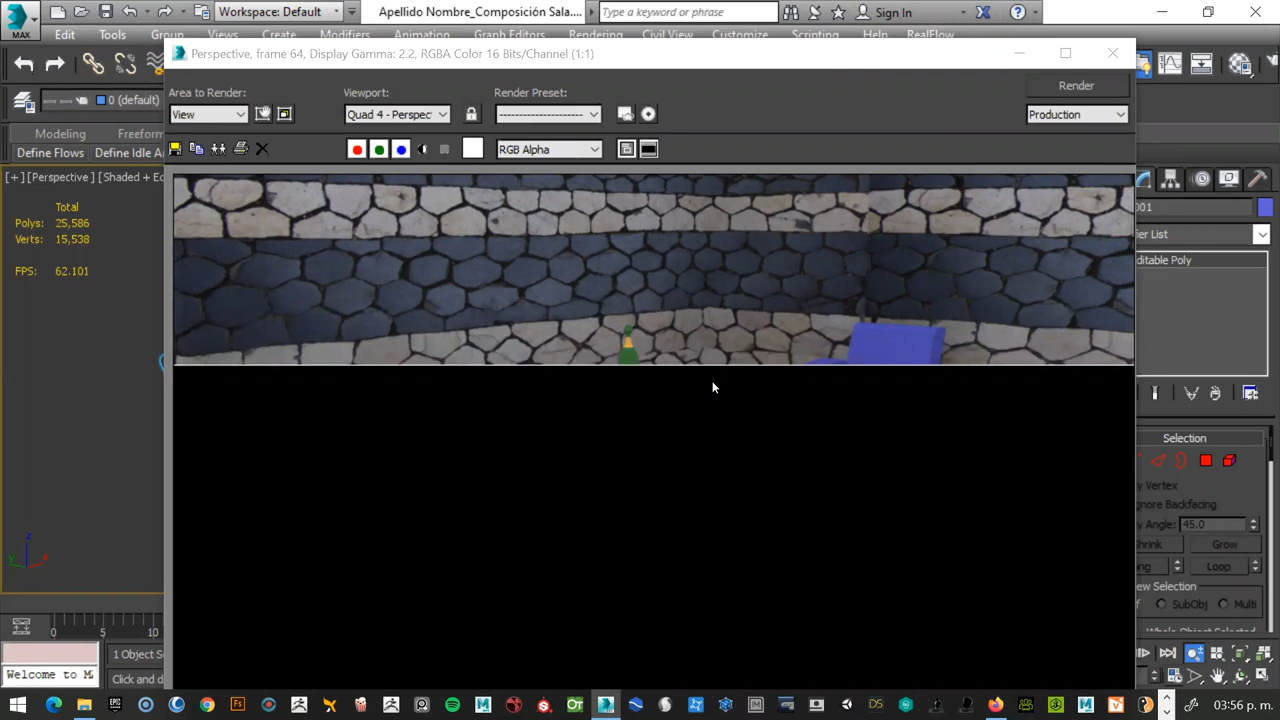 MAX
Workspace: Default
Apellido Nombre_Composición Sala....
Type a keyword or phrase
Sign In
Edit Tools Group Views Create Modifiers Animation Graph Editors Rendering Civil View Customize Scripting Help RealFlow
Perspective, frame 64, Display Gamma: 2.2, RGBA Color 16 Bits/Channel (1:1)
Area to Render:
Viewport:
Render Preset:
Render
View
Quad 4 - Perspec
--------------------
Production
0 (default)
Modeling Freeform
Define Flows Define Idle Ar
RGB Alpha
[+] [Perspective ] [Shaded + Ed
Total
Polys: 25,586
Verts: 15,538
FPS: 62.101
001
fier List
ditable Poly
Selection
y Vertex
gnore Backfacing
y Angle: 45.0
Shrink Grow
ng Loop
ew Selection
f SubObj Multi
0 5 10
1 Object Se
Welcome to M
Click and d
03:56 p. m.